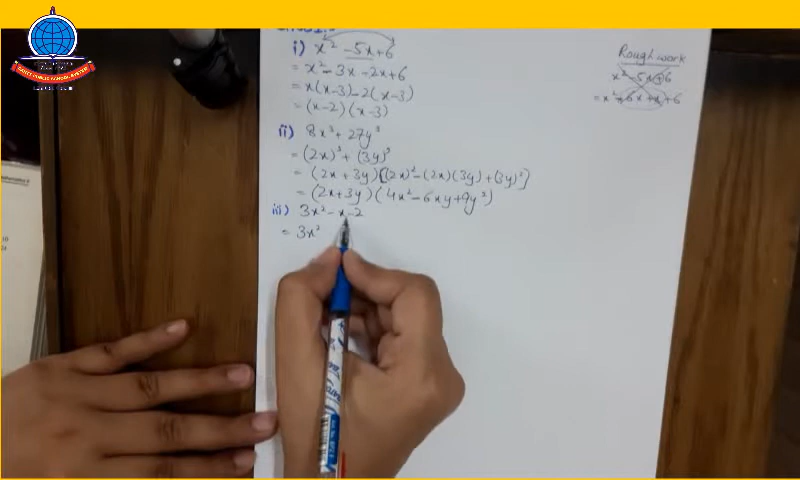 i) x² - 5x + 6
= x² - 3x - 2x + 6
= x(x-3) - 2(x-3)
= (x-2)(x-3)
ii) 8x³ + 27y³
= (2x)³ + (3y)³
= (2x + 3y)[(2x)² - (2x)(3y) + (3y)²]
= (2x+3y)(4x² - 6xy + 9y²)
iii) 3x² - x - 2
= 3x²
Rough work
x² - 5x + 6